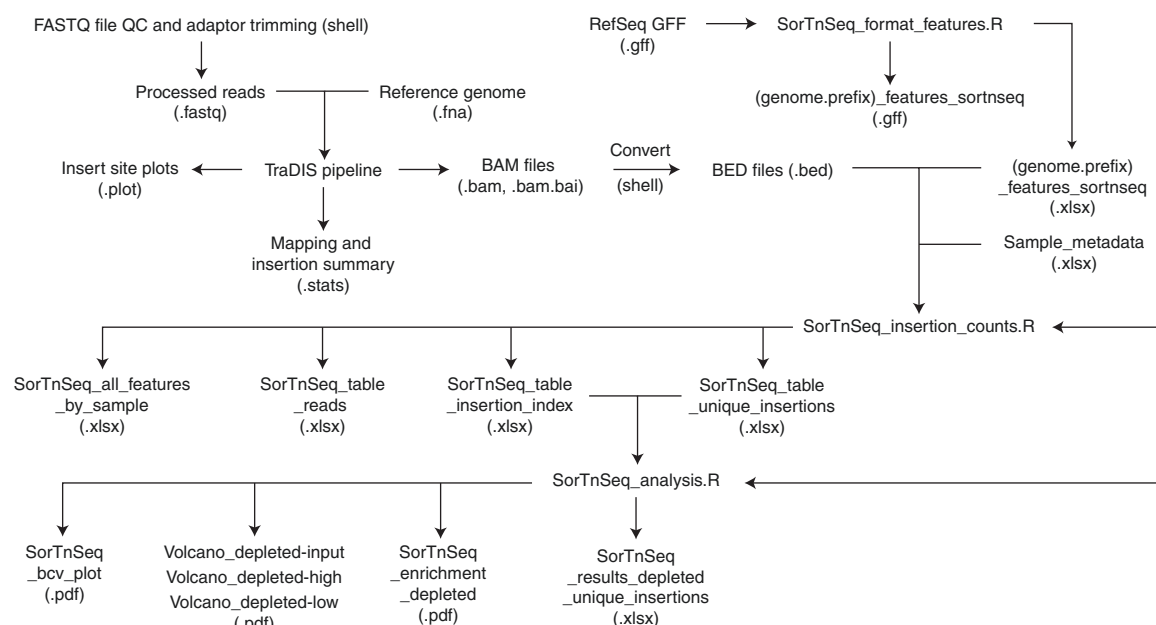 FASTQ file QC and adaptor trimming (shell)
RefSeq GFF
(.gff)
SorTnSeq_format_features.R
Processed reads
(.fastq)
Reference genome
(.fna)
(genome.prefix)_features_sortnseq
(.gff)
Insert site plots
(.plot)
TraDIS pipeline
BAM files
(.bam, .bam.bai)
Convert
(shell)
BED files (.bed)
(genome.prefix)
_features_sortnseq
(.xlsx)
Mapping and
insertion summary
(.stats)
Sample_metadata
(.xlsx)
SorTnSeq_insertion_counts.R
SorTnSeq_all_features
_by_sample
(.xlsx)
SorTnSeq_table
_reads
(.xlsx)
SorTnSeq_table
_insertion_index
(.xlsx)
SorTnSeq_table
_unique_insertions
(.xlsx)
SorTnSeq_analysis.R
SorTnSeq
_bcv_plot
(.pdf)
Volcano_depleted-input
Volcano_depleted-high
Volcano_depleted-low
(.pdf)
SorTnSeq
_enrichment
_depleted
(.pdf)
SorTnSeq
_results_depleted
_unique_insertions
(.xlsx)